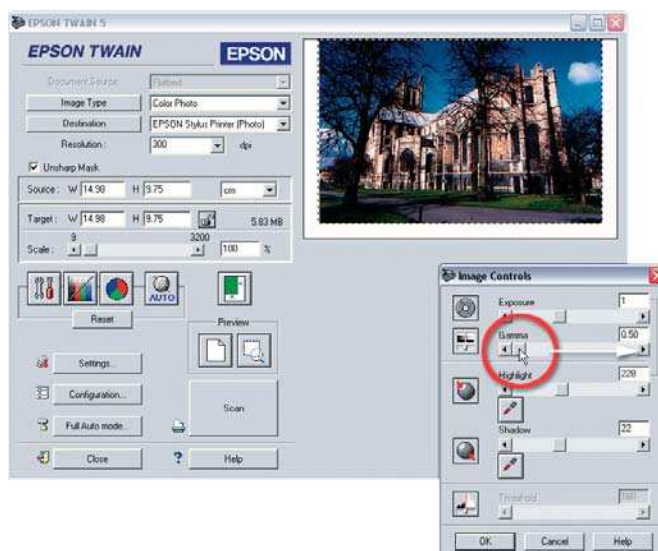 EPSON TWAIN 5
EPSON TWAIN
EPSON
Document Source: Flatbed
Image Type Color Photo
Destination EPSON Stylus Printer (Photo)
Resolution: 300 dpi
Unsharp Mask
Source: W 14.98 H 9.75 cm
Target: W 14.98 H 9.75 5.83 MB
9 3200
Scale: 100 %
AUTO
Reset
Preview
Settings...
Configuration...
Full Auto mode...
Scan
Close
Help
Image Controls
Exposure 1
Gamma 0.50
Highlight 228
Shadow 22
Threshold 160
OK Cancel Help